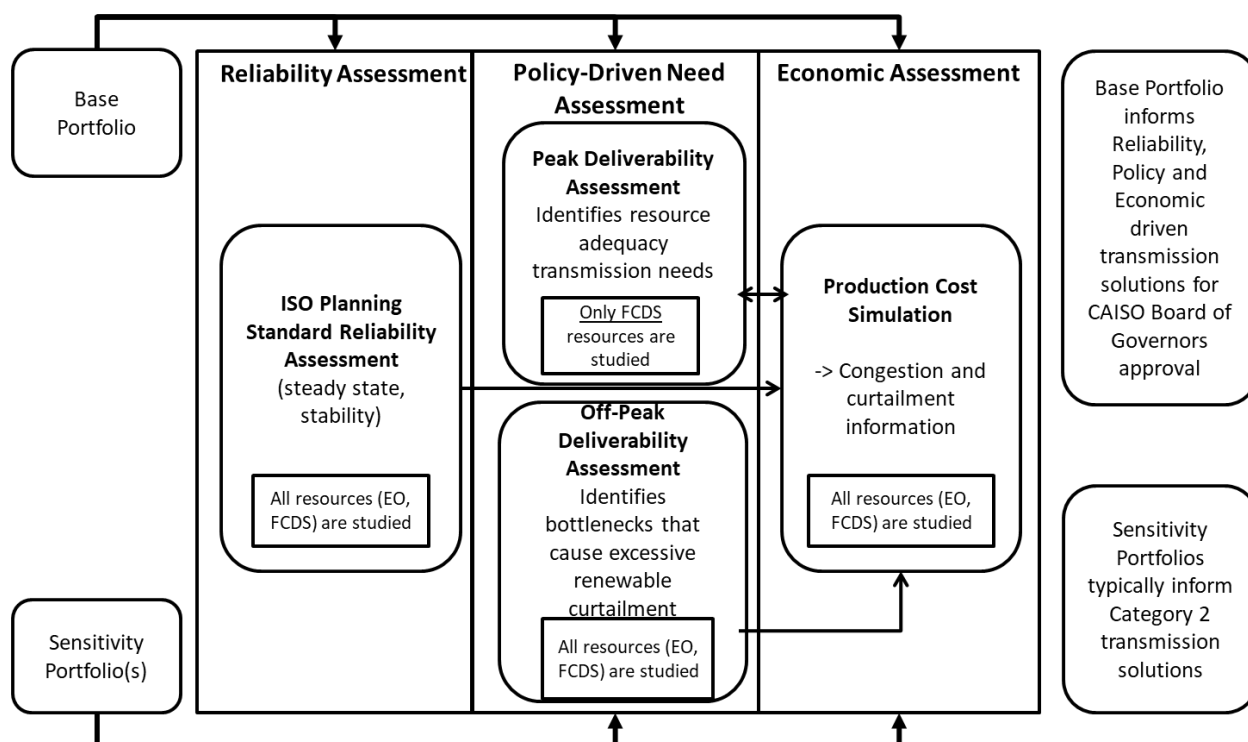 Base
Portfolio
Reliability Assessment
Policy-Driven Need
Assessment
Economic Assessment
Peak Deliverability
Assessment
Identifies resource
adequacy
transmission needs
Only FCDS
resources are
studied
ISO Planning
Standard Reliability
Assessment
(steady state,
stability)
All resources (EO,
FCDS) are studied
Off-Peak
Deliverability
Assessment
Identifies
bottlenecks that
cause excessive
renewable
curtailment
All resources (EO,
FCDS) are studied
Production Cost
Simulation
-> Congestion and
curtailment
information
All resources (EO,
FCDS) are studied
Base Portfolio
informs
Reliability,
Policy and
Economic
driven
transmission
solutions for
CAISO Board of
Governors
approval
Sensitivity
Portfolio(s)
Sensitivity
Portfolios
typically inform
Category 2
transmission
solutions